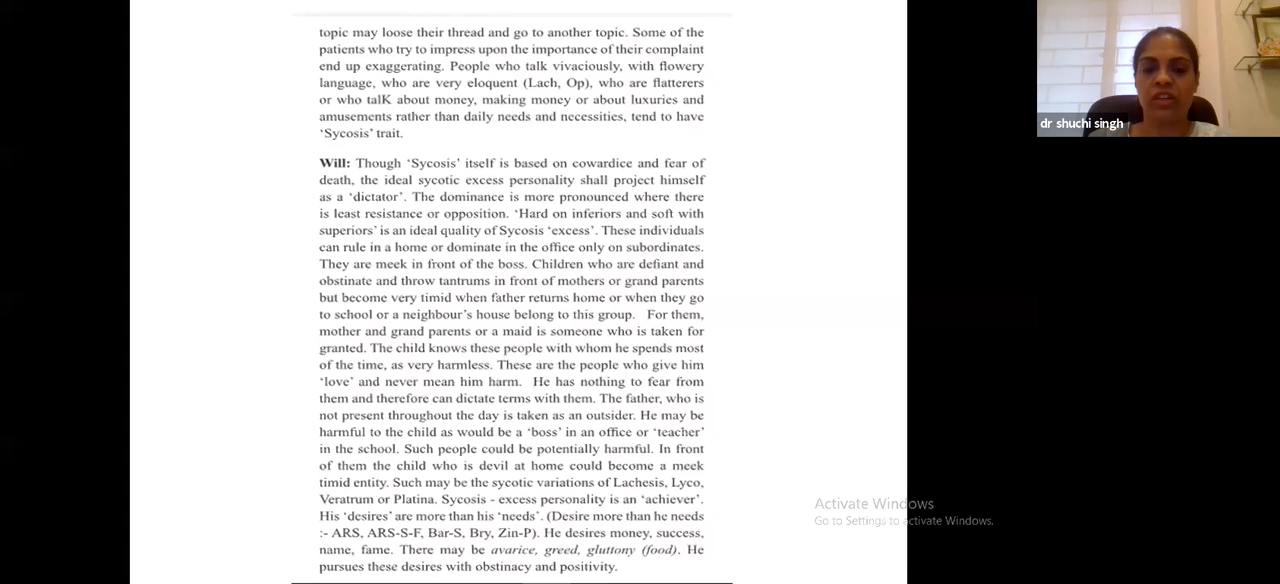 topic may loose their thread and go to another topic. Some of the
patients who try to impress upon the importance of their complaint
end up exaggerating. People who talk vivaciously, with flowery
language, who are very eloquent (Lach, Op), who are flatterers
or who talK about money, making money or about luxuries and
amusements rather than daily needs and necessities, tend to have
‘Sycosis’ trait.
Will: Though ‘Sycosis’ itself is based on cowardice and fear of
death, the ideal sycotic excess personality shall project himself
as a ‘dictator’. The dominance is more pronounced where there
is least resistance or opposition. ‘Hard on inferiors and soft with
superiors’ is an ideal quality of Sycosis ‘excess’. These individuals
can rule in a home or dominate in the office only on subordinates.
They are meek in front of the boss. Children who are defiant and
obstinate and throw tantrums in front of mothers or grand parents
but become very timid when father returns home or when they go
to school or a neighbour’s house belong to this group. For them,
mother and grand parents or a maid is someone who is taken for
granted. The child knows these people with whom he spends most
of the time, as very harmless. These are the people who give him
‘love’ and never mean him harm. He has nothing to fear from
them and therefore can dictate terms with them. The father, who is
not present throughout the day is taken as an outsider. He may be
harmful to the child as would be a ‘boss’ in an office or ‘teacher’
in the school. Such people could be potentially harmful. In front
of them the child who is devil at home could become a meek
timid entity. Such may be the sycotic variations of Lachesis, Lyco,
Veratrum or Platina. Sycosis - excess personality is an ‘achiever’.
His ‘desires’ are more than his ‘needs’. (Desire more than he needs
:- ARS, ARS-S-F, Bar-S, Bry, Zin-P). He desires money, success,
name, fame. There may be avarice, greed, gluttony (food). He
pursues these desires with obstinacy and positivity.
dr shuchi singh
Activate Windows
Go to Settings to activate Windows.